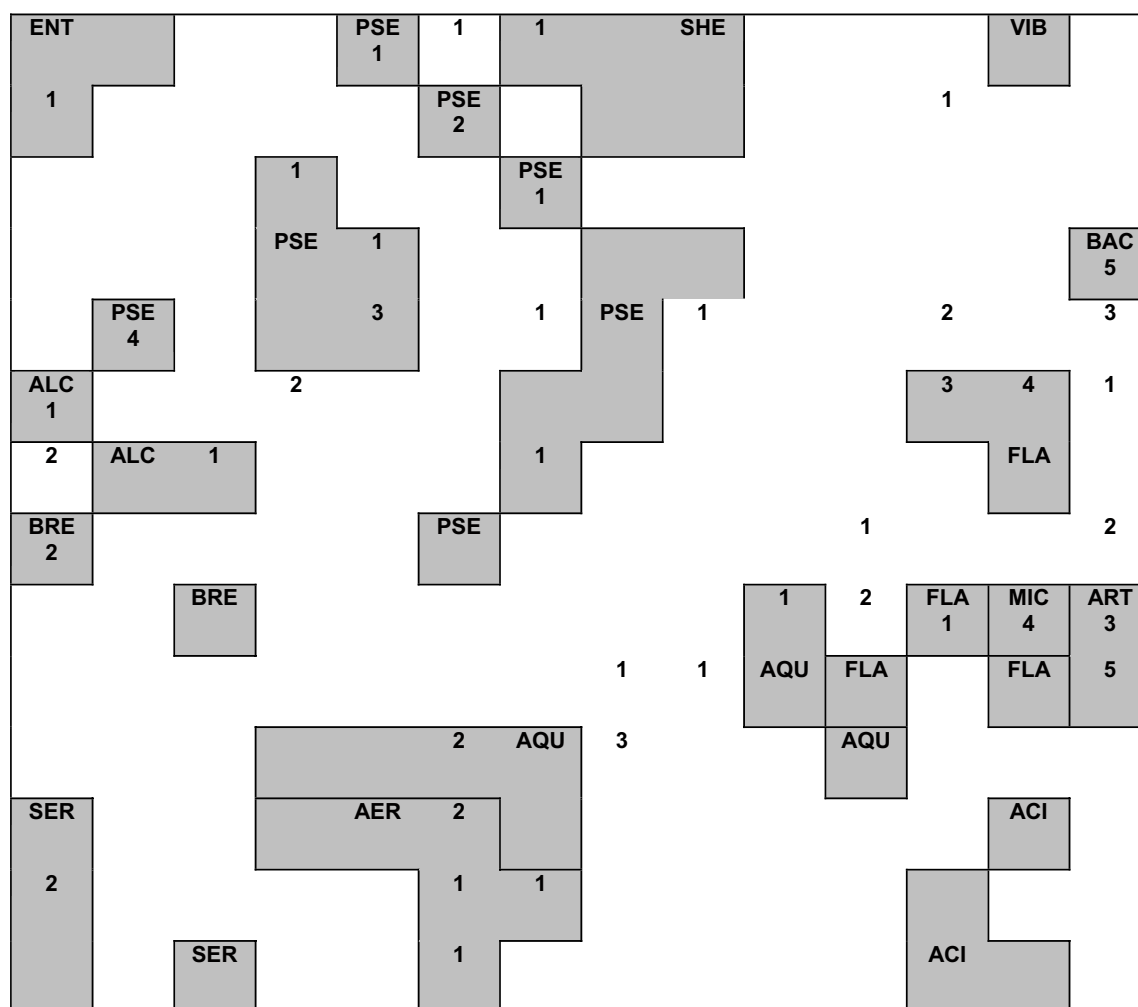 ENT PSE 1 1 SHE VIB
1
1 PSE 1
2
1 PSE
1
PSE 1 BAC
5
PSE 3 1 PSE 1 2 3
4
ALC 2 3 4 1
1
2 ALC 1 1 FLA
BRE PSE 1 2
2
BRE 1 2 FLA MIC ART
1 4 3
1 1 AQU FLA FLA 5
2 AQU 3 AQU
SER AER 2 ACI
2 1 1
SER 1 ACI